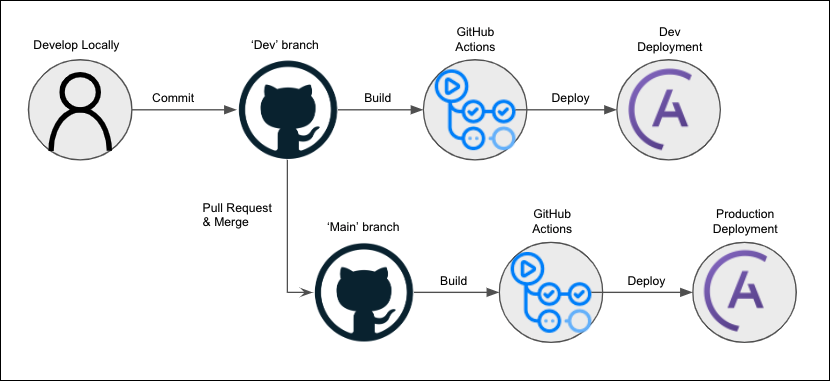 Develop Locally
'Dev' branch
GitHub
Actions
Dev
Deployment
Commit
Build
Deploy
Pull Request
& Merge
'Main' branch
GitHub
Actions
Production
Deployment
Build
Deploy